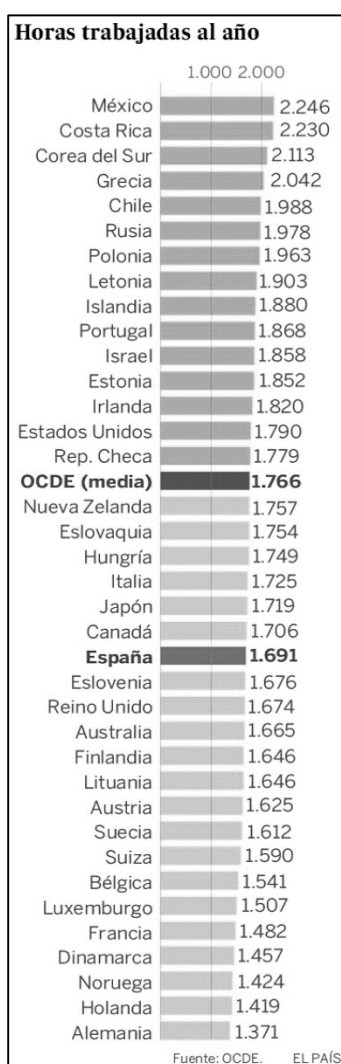 Horas trabajadas al año
1.000 2.000
México 2.246
Costa Rica 2.230
Corea del Sur 2.113
Grecia 2.042
Chile 1.988
Rusia 1.978
Polonia 1.963
Letonia 1.903
Islandia 1.880
Portugal 1.868
Israel 1.858
Estonia 1.852
Irlanda 1.820
Estados Unidos 1.790
Rep. Checa 1.779
OCDE (media) 1.766
Nueva Zelanda 1.757
Eslovaquia 1.754
Hungría 1.749
Italia 1.725
Japón 1.719
Canadá 1.706
España 1.691
Eslovenia 1.676
Reino Unido 1.674
Australia 1.665
Finlandia 1.646
Lituania 1.646
Austria 1.625
Suecia 1.612
Suiza 1.590
Bélgica 1.541
Luxemburgo 1.507
Francia 1.482
Dinamarca 1.457
Noruega 1.424
Holanda 1.419
Alemania 1.371
Fuente: OCDE. EL PAÍS